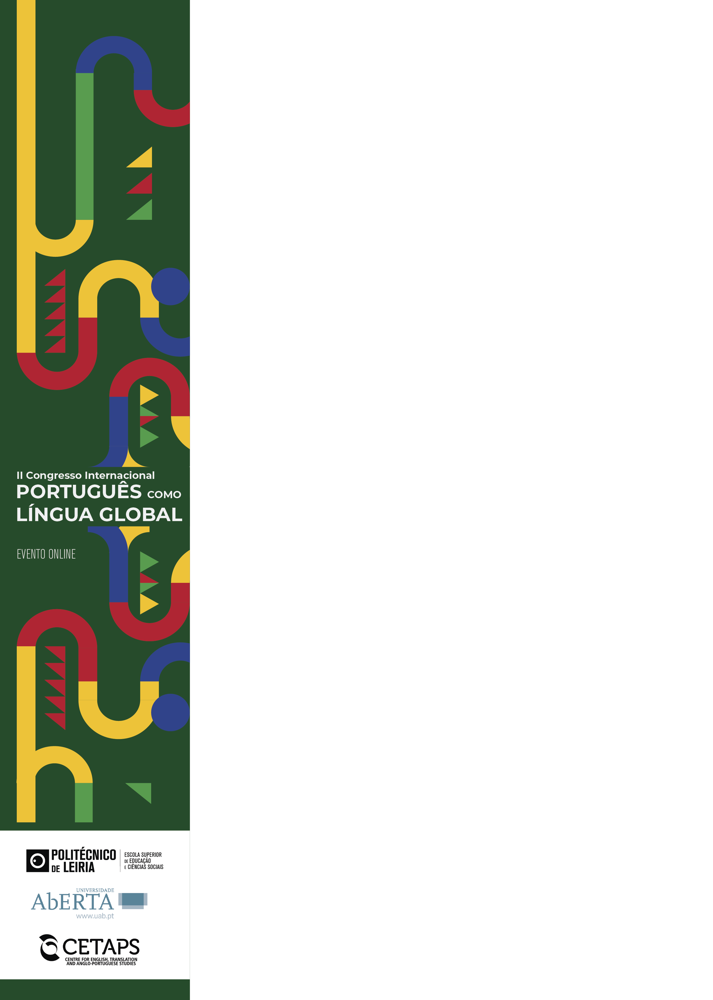 II Congresso Internacional
PORTUGUÊS COMO
LÍNGUA GLOBAL
EVENTO ONLINE
POLITÉCNICO
DE LEIRIA
ESCOLA SUPERIOR
DE EDUCAÇÃO
E CIÊNCIAS SOCIAIS
UNIVERSIDADE
AbERTA
www.uab.pt
CETAPS
CENTRE FOR ENGLISH, TRANSLATION
AND ANGLO-PORTUGUESE STUDIES